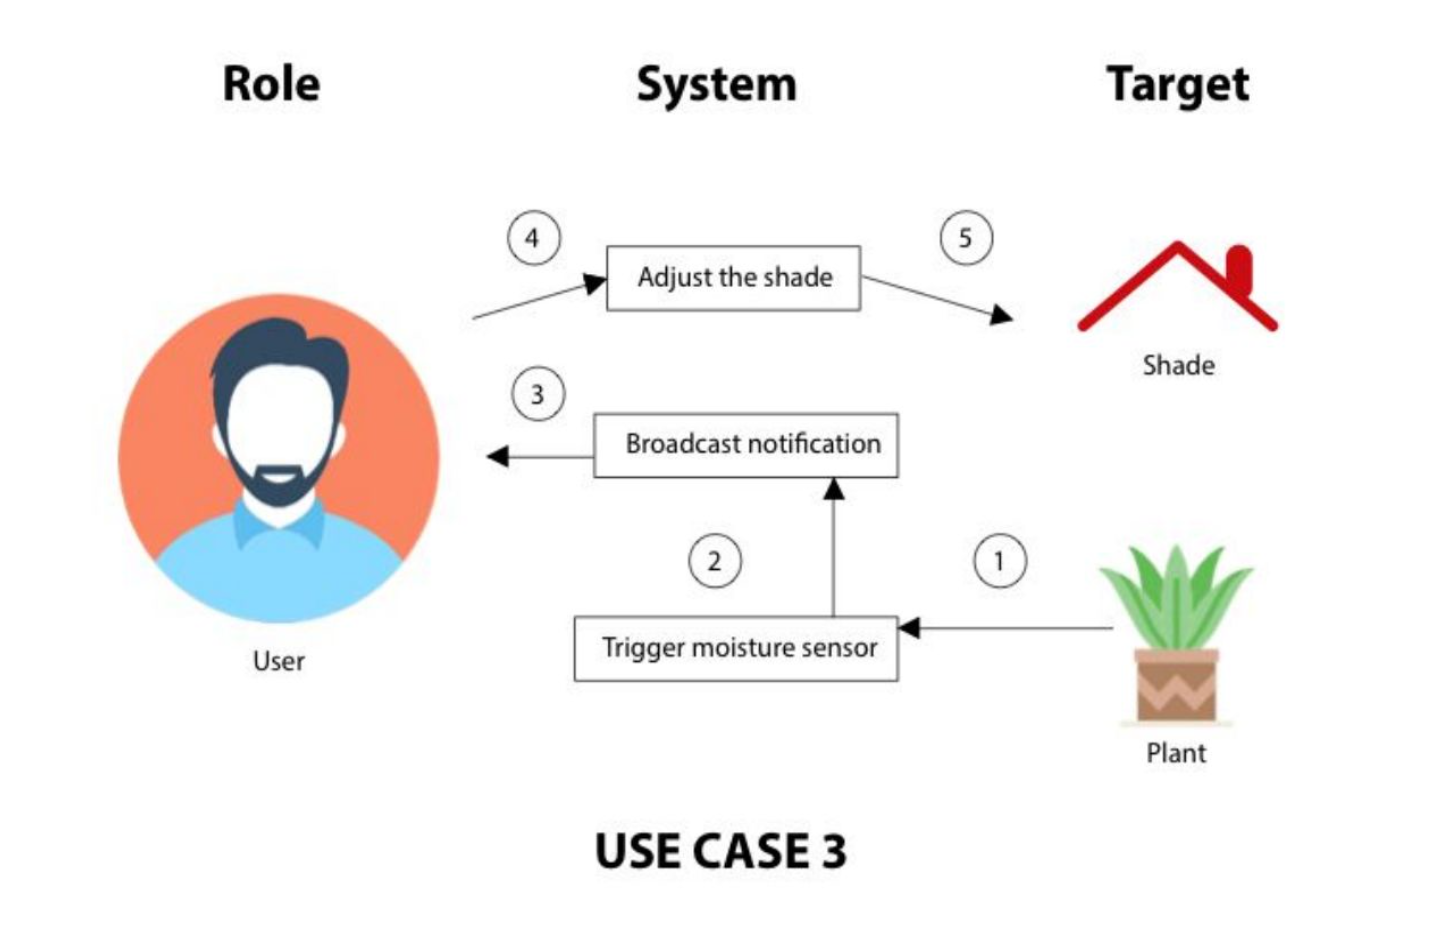 Role
System
Target
4
5
Adjust the shade
Shade
3
Broadcast notification
2
1
User
Trigger moisture sensor
Plant
USE CASE 3